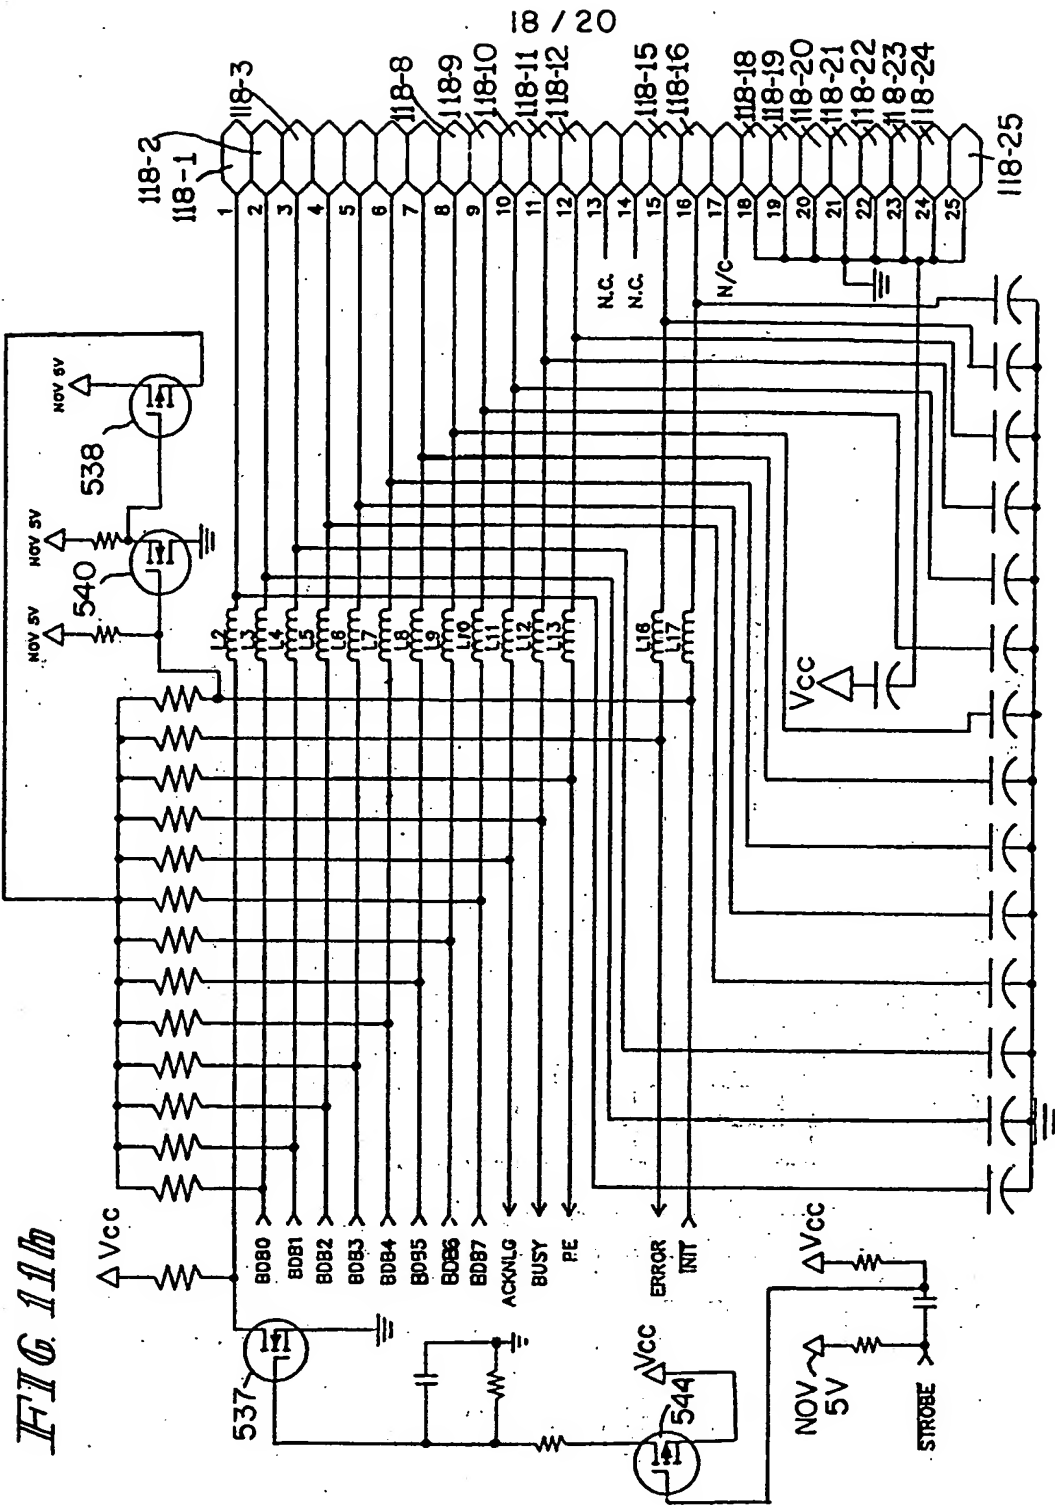 18 / 20
118-3
118-2
118-1
118-8
118-9
118-10
118-11
118-12
118-15
118-16
118-18
118-19
118-20
118-21
118-22
118-23
118-24
118-25
1
2
3
4
5
6
7
8
9
10
11
12
13
14
15
16
17
18
19
20
21
22
23
24
25
N.C.
N.C.
N/C
NOV 5V
538
NOV 5V
540
NOV 5V
L2
L3
L4
L5
L6
L7
L8
L9
L10
L11
L12
L13
L16
L17
Vcc
Vcc
BDB0
BDB1
BDB2
BDB3
BDB4
BDB5
BDB6
BDB7
ACKNLG
BUSY
P.E
ERROR
INIT
537
Vcc
544
Vcc
NOV
5V
STROBE
FIG. 11b